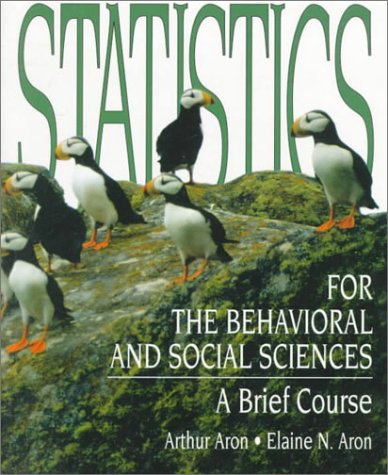 STATISTICS
FOR
THE BEHAVIORAL
AND SOCIAL SCIENCES
A Brief Course
Arthur Aron • Elaine N. Aron